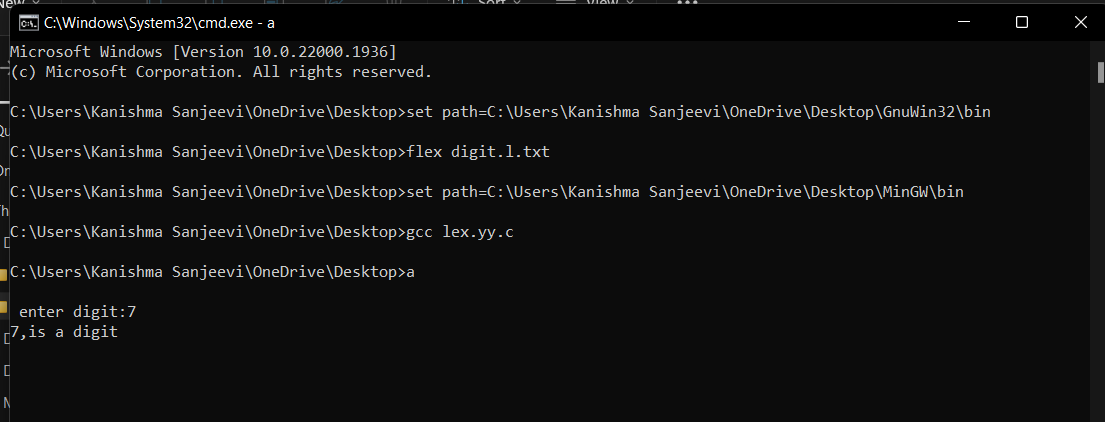 C:\Windows\System32\cmd.exe - a
Microsoft Windows [Version 10.0.22000.1936]
(c) Microsoft Corporation. All rights reserved.
C:\Users\Kanishma Sanjeevi\OneDrive\Desktop>set path=C:\Users\Kanishma Sanjeevi\OneDrive\Desktop\GnuWin32\bin
C:\Users\Kanishma Sanjeevi\OneDrive\Desktop>flex digit.l.txt
C:\Users\Kanishma Sanjeevi\OneDrive\Desktop>set path=C:\Users\Kanishma Sanjeevi\OneDrive\Desktop\MinGW\bin
C:\Users\Kanishma Sanjeevi\OneDrive\Desktop>gcc lex.yy.c
C:\Users\Kanishma Sanjeevi\OneDrive\Desktop>a
enter digit:7
7,is a digit